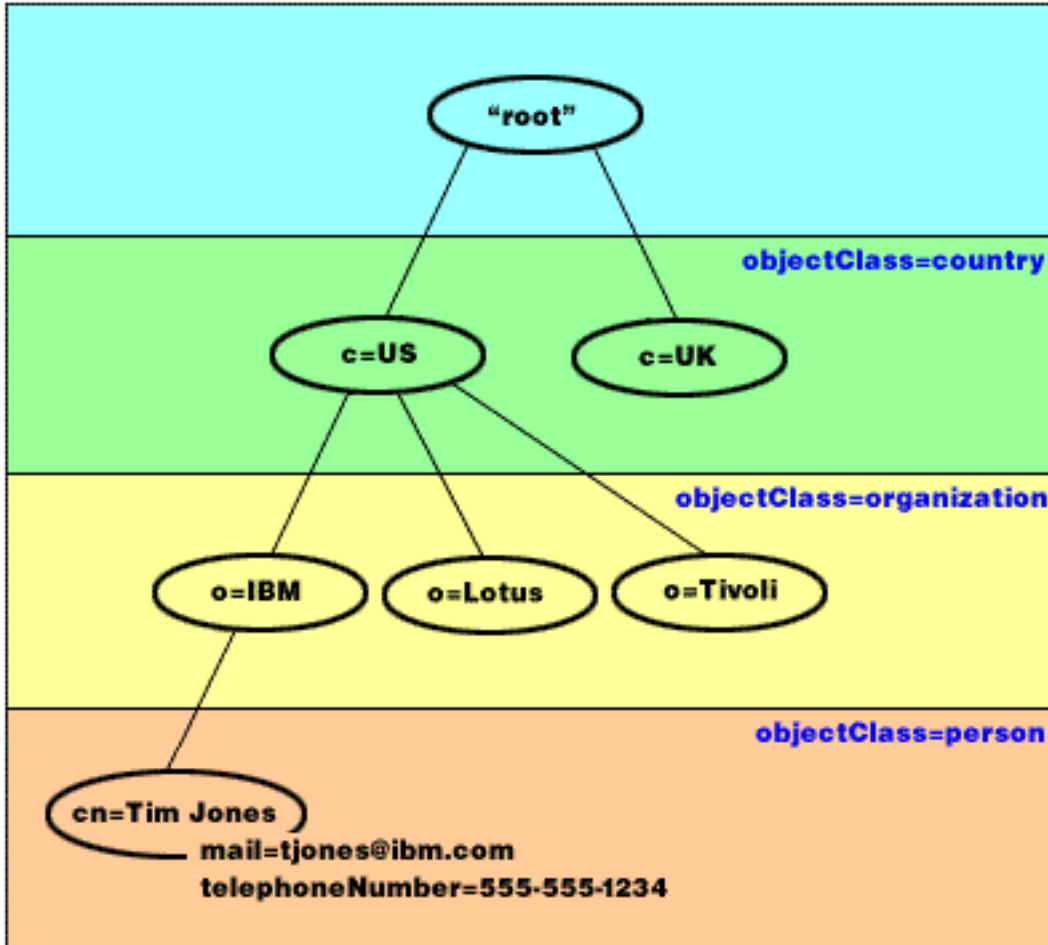 “root”
objectClass=country
c=US
c=UK
objectClass=organization
o=IBM
o=Lotus
o=Tivoli
objectClass=person
cn=Tim Jones
mail=tjones@ibm.com
telephoneNumber=555-555-1234